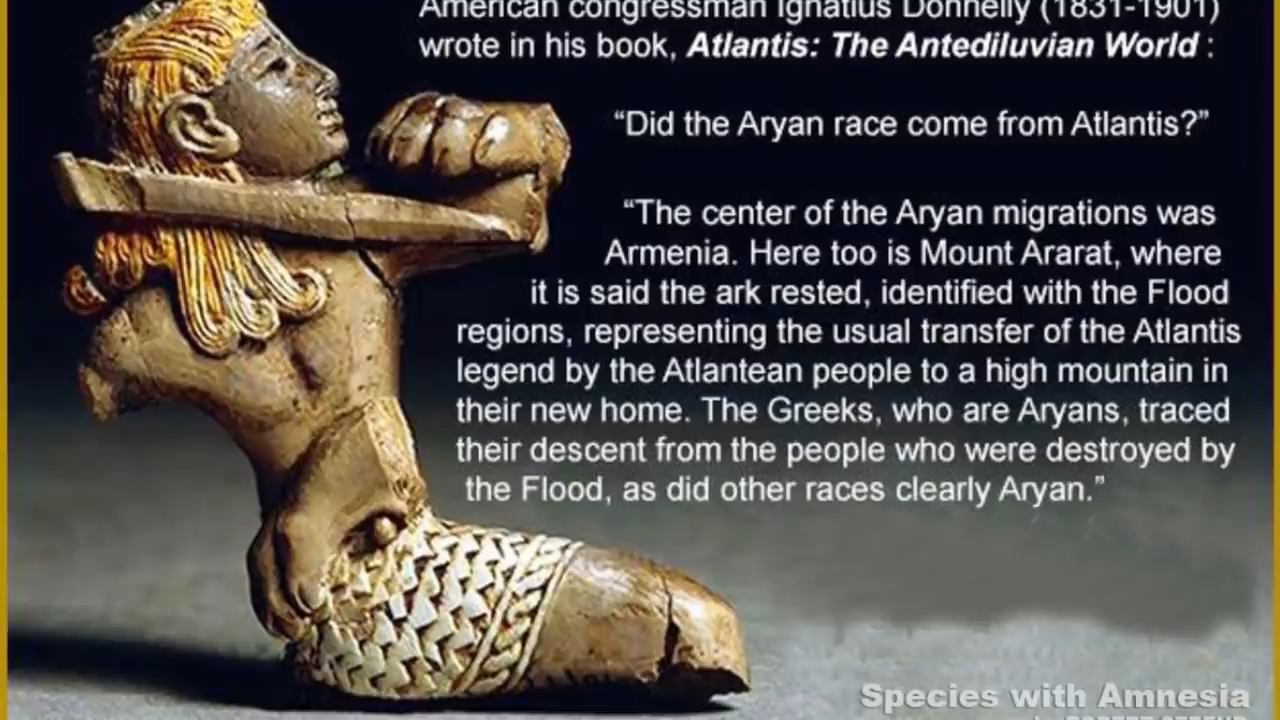 American congressman Ignatius Donnelly (1831-1901)
wrote in his book, Atlantis: The Antediluvian World :
“Did the Aryan race come from Atlantis?”
“The center of the Aryan migrations was
Armenia. Here too is Mount Ararat, where
it is said the ark rested, identified with the Flood
regions, representing the usual transfer of the Atlantis
legend by the Atlantean people to a high mountain in
their new home. The Greeks, who are Aryans, traced
their descent from the people who were destroyed by
the Flood, as did other races clearly Aryan.”
Species with Amnesia